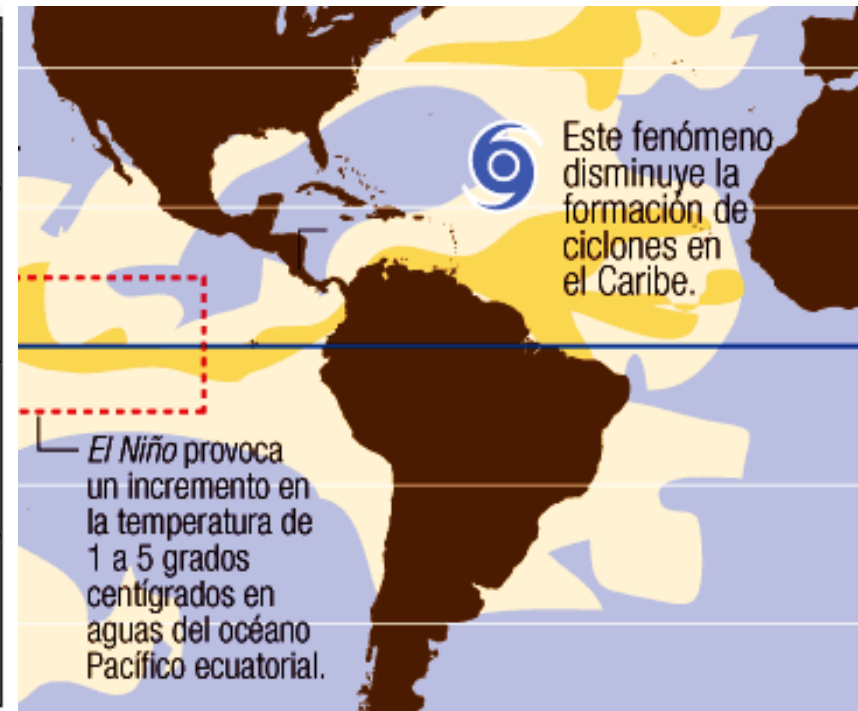 Este fenómeno
disminuye la
formación de
ciclones en
el Caribe.
El Niño provoca
un incremento en
la temperatura de
1 a 5 grados
centígrados en
aguas del océano
Pacífico ecuatorial.